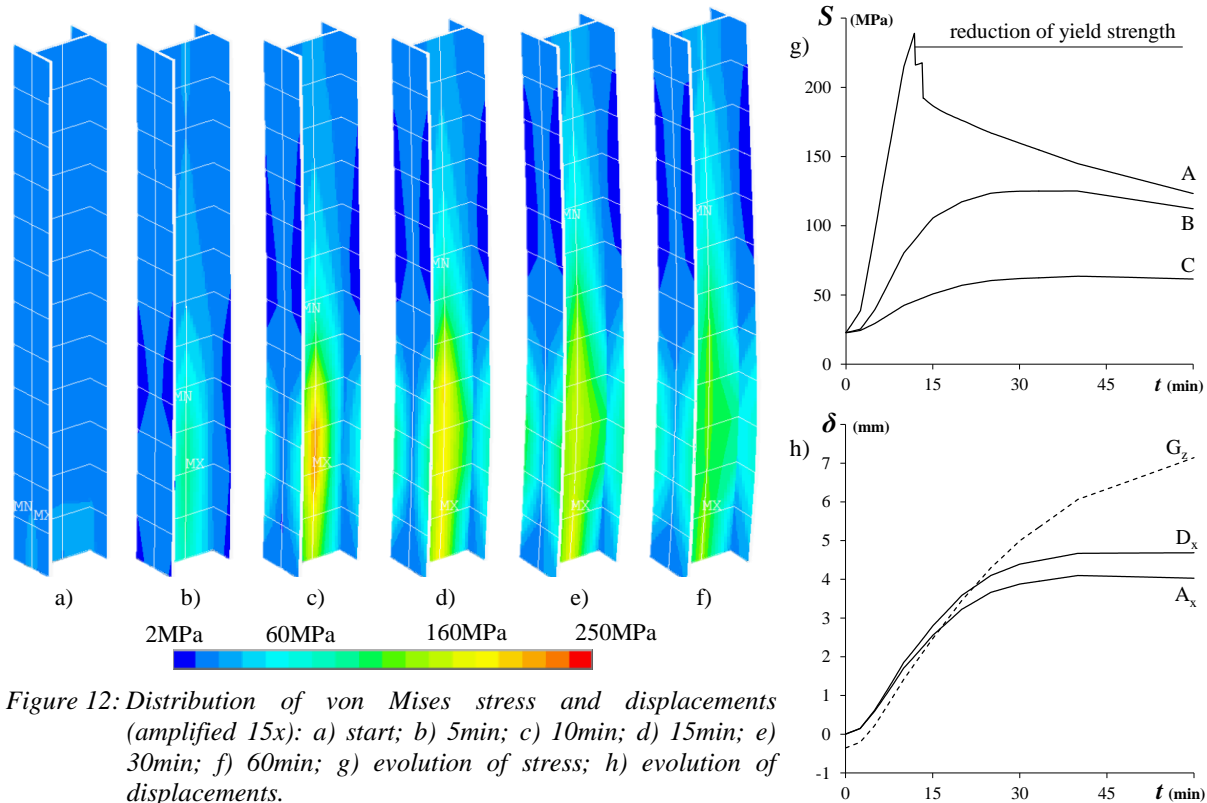 MN
MX
a)
MN
MX
b)
MN
MX
c)
MN
MX
d)
MN
MX
e)
MN
MX
f)
2MPa 60MPa 160MPa 250MPa
Figure 12: Distribution of von Mises stress and displacements
(amplified 15x): a) start; b) 5min; c) 10min; d) 15min; e)
30min; f) 60min; g) evolution of stress; h) evolution of
displacements.
g)
S (MPa)
reduction of yield strength
200
150
100
50
0
A
B
C
0 15 30 45 t (min)
h)
δ (mm)
7
6
5
4
3
2
1
0
-1
Gz
Dx
Ax
0 15 30 45 t (min)